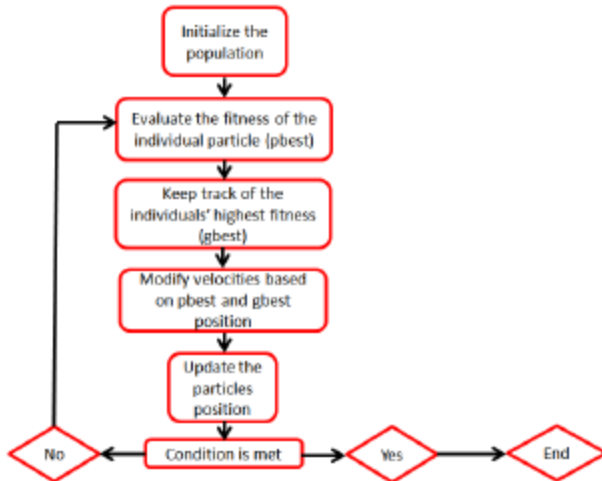 Initialize the
population
Evaluate the fitness of the
individual particle (pbest)
Keep track of the
individuals' highest fitness
(gbest)
Modify velocities based
on pbest and gbest
position
Update the
particles
position
No
Condition is met
Yes
End